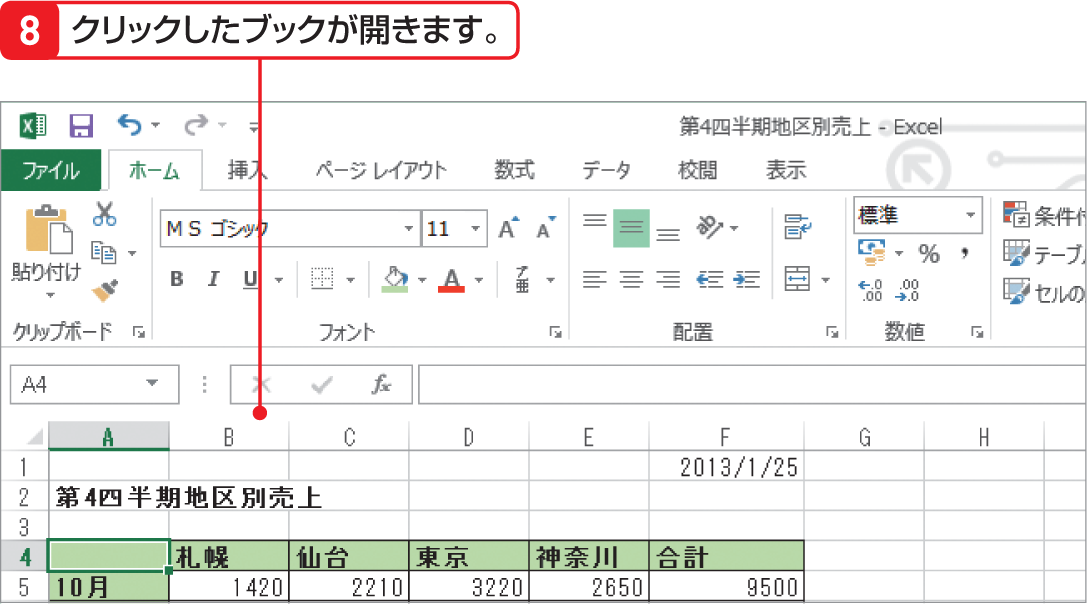 8 クリックしたブックが開きます。
第4四半期地区別売上 - Excel
ファイル ホーム 挿入 ページ レイアウト 数式 データ 校閲 表示
ＭＳ ゴシック 11 標準 条件付
貼り付け % , テーブル
B I U A セルの
クリップボード フォント 配置 数値
A4 fx
A B C D E F G H
1 2013/1/25
2 第4四半期地区別売上
3
4 札幌 仙台 東京 神奈川 合計
5 10月 1420 2210 3220 2650 9500